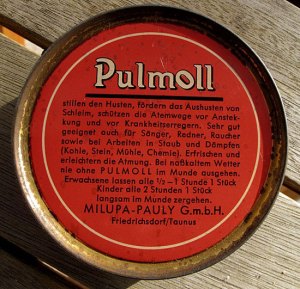 Pulmoll
stillen den Husten, fördern das Aushusten von
Schleim, schützen die Atemwege vor Anstek-
kung und vor Krankheitserregern. Sehr gut
geeignet auch für Sänger, Redner, Raucher
sowie bei Arbeiten in Staub und Dämpfen
(Kohle, Stein, Mühle, Chemie). Erfrischen und
erleichtern die Atmung. Bei naßkaltem Wetter
nie ohne PULMOLL im Munde ausgehen.
Erwachsene lassen alle ½–1 Stunde 1 Stück
Kinder alle 2 Stunden 1 Stück
langsam im Munde zergehen.
MILUPA-PAULY G.m.b.H.
Friedrichsdorf/Taunus